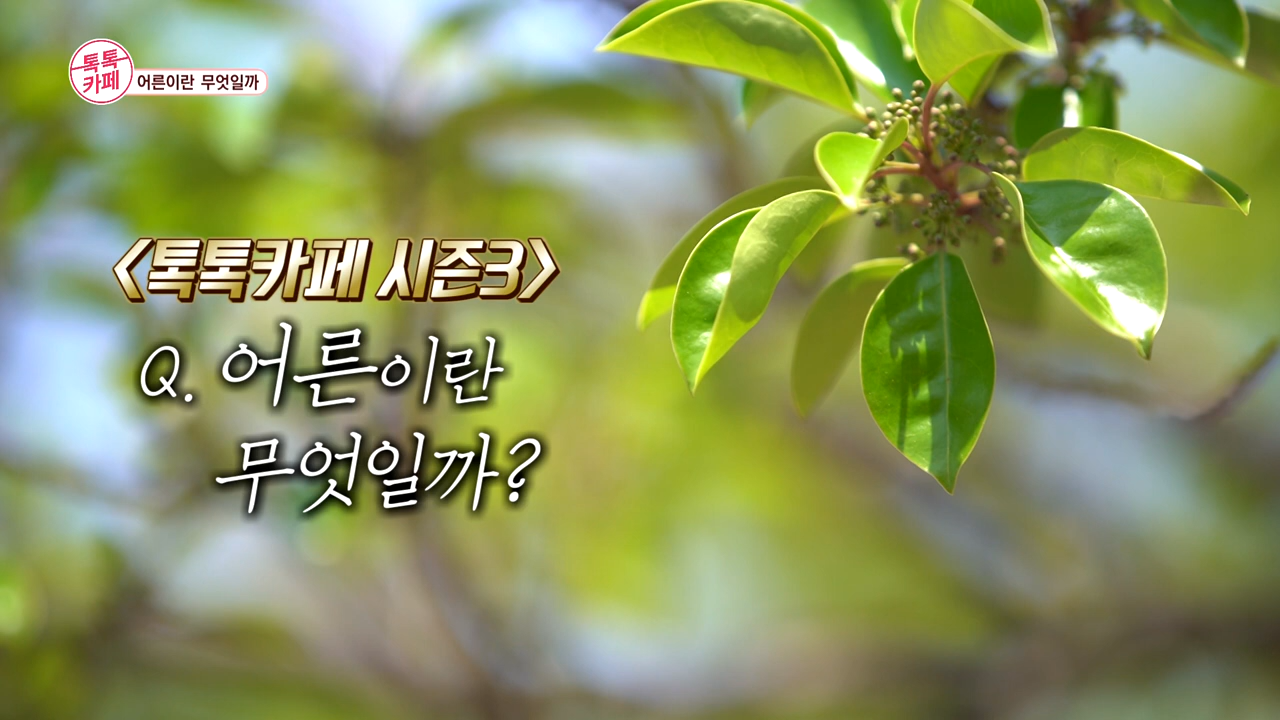 톡톡
카페
어른이란 무엇일까
<톡톡카페 시즌3>
Q. 어른이란
무엇일까?